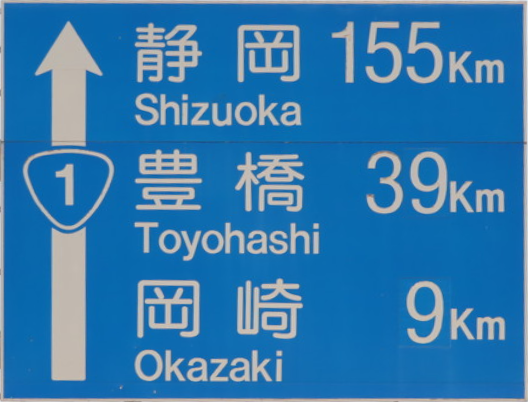 静岡 155Km
Shizuoka
1
豊橋 39Km
Toyohashi
岡崎 9Km
Okazaki